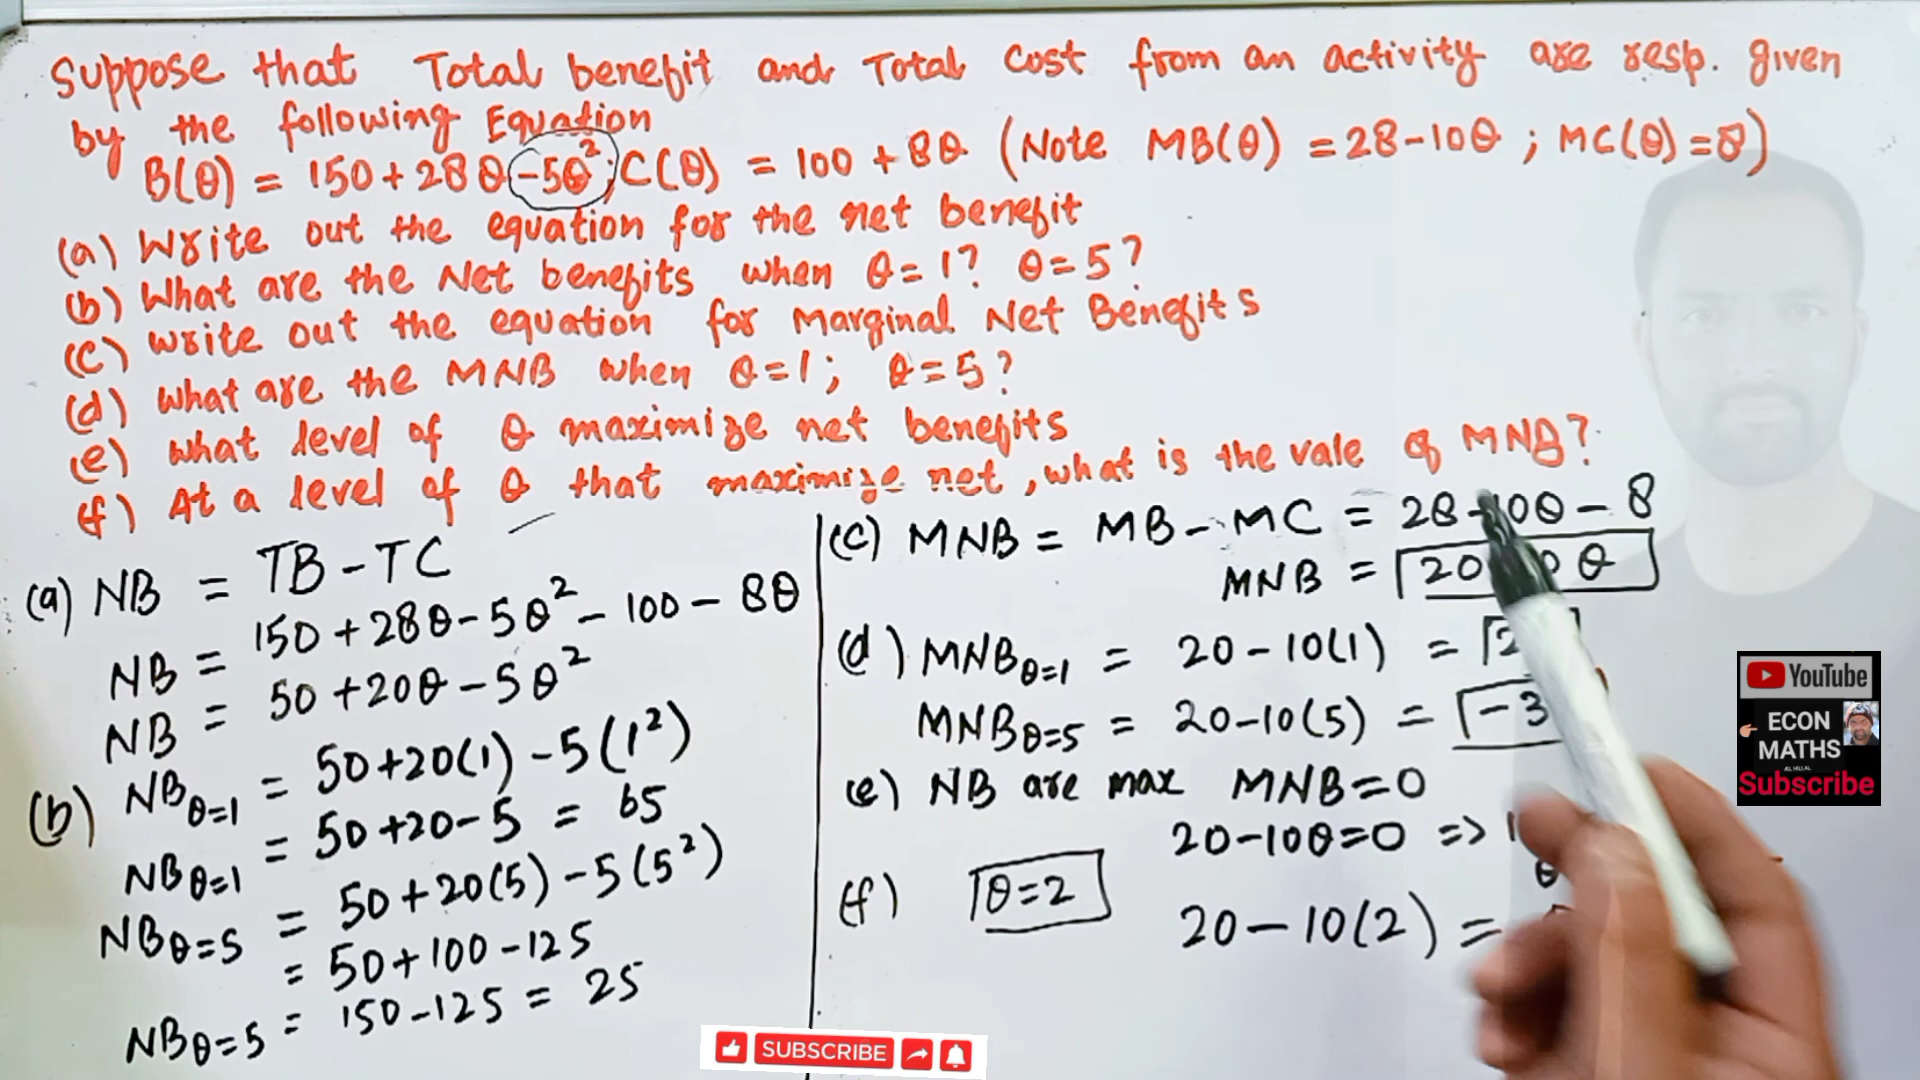 Suppose that Total benefit and Total Cost from an activity are resp. given
by the following Equation
B(θ) = 150+28θ-5θ²; C(θ) = 100+8θ (Note MB(θ) =28-10θ ; MC(θ)=8)
(a) Write out the equation for the net benefit
(b) What are the Net benefits when θ=1? θ=5?
(c) write out the equation for Marginal Net Benefits
(d) what are the MNB when θ=1; θ=5?
(e) what level of θ maximize net benefits
(f) At a level of θ that maximize net, what is the vale of MNB?
(a) NB = TB-TC
NB = 150+28θ-5θ²-100-8θ
NB = 50+20θ-5θ²
(b) NBθ=1 = 50+20(1)-5(1²)
NBθ=1 = 50+20-5 = 65
NBθ=5 = 50+20(5)-5(5²)
= 50+100-125
NBθ=5 = 150-125 = 25
(c) MNB = MB-MC = 28-10θ-8
MNB = 20 θ
(d) MNBθ=1 = 20-10(1) =
MNBθ=5 = 20-10(5) = -3
(e) NB are max MNB=0
20-10θ=0 =>
θ
(f) θ=2
20-10(2) =
YouTube
ECON
MATHS
AL HILLAL
Subscribe
SUBSCRIBE